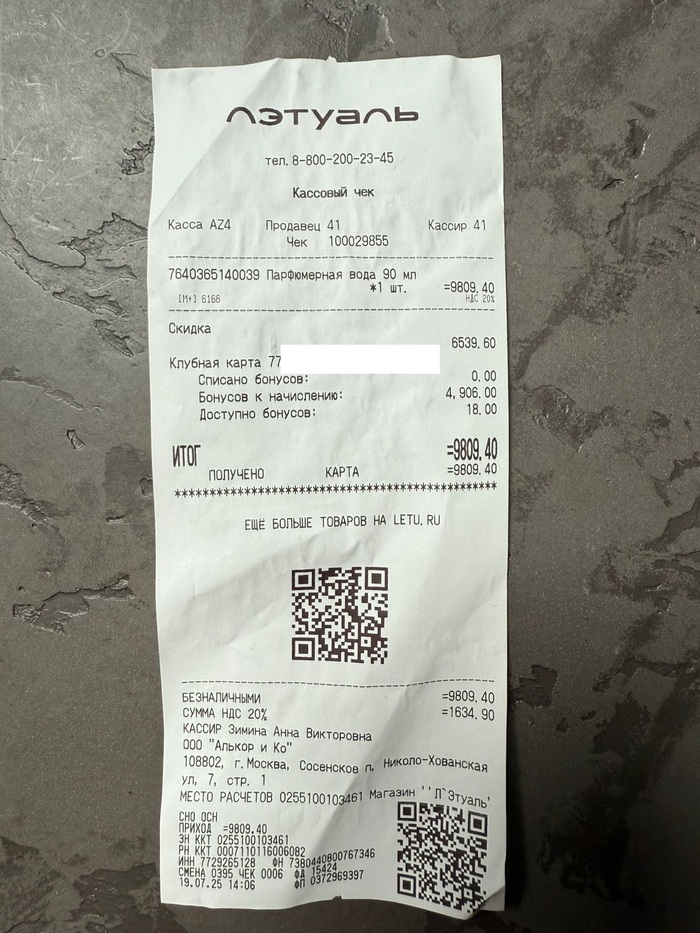 ЛЭТУАЛЬ
тел. 8-800-200-23-45
Кассовый чек
Касса AZ4 Продавец 41 Кассир 41
Чек 100029855
7640365140039 Парфюмерная вода 90 мл
*1 шт. =9809.40
[M+] 6166 НДС 20%
Скидка
6539.60
Клубная карта 77
Списано бонусов: 0.00
Бонусов к начислению: 4,906.00
Доступно бонусов: 18.00
ИТОГ =9809.40
ПОЛУЧЕНО КАРТА =9809.40
************************************************
ЕЩЁ БОЛЬШЕ ТОВАРОВ НА LETU.RU
БЕЗНАЛИЧНЫМИ =9809.40
СУММА НДС 20% =1634.90
КАССИР Зимина Анна Викторовна
ООО "Алькор и Ко"
108802, г.Москва, Сосенское п, Николо-Хованская
ул, 7, стр. 1
МЕСТО РАСЧЕТОВ 0255100103461 Магазин ''Л`Этуаль'
СНО ОСН
ПРИХОД =9809.40
ЗН ККТ 0255100103461
РН ККТ 0007110116006082
ИНН 7729265128 ФН 7380440800767346
СМЕНА 0395 ЧЕК 0006 ФД 15424
19.07.25 14:06 ФП 0372969397